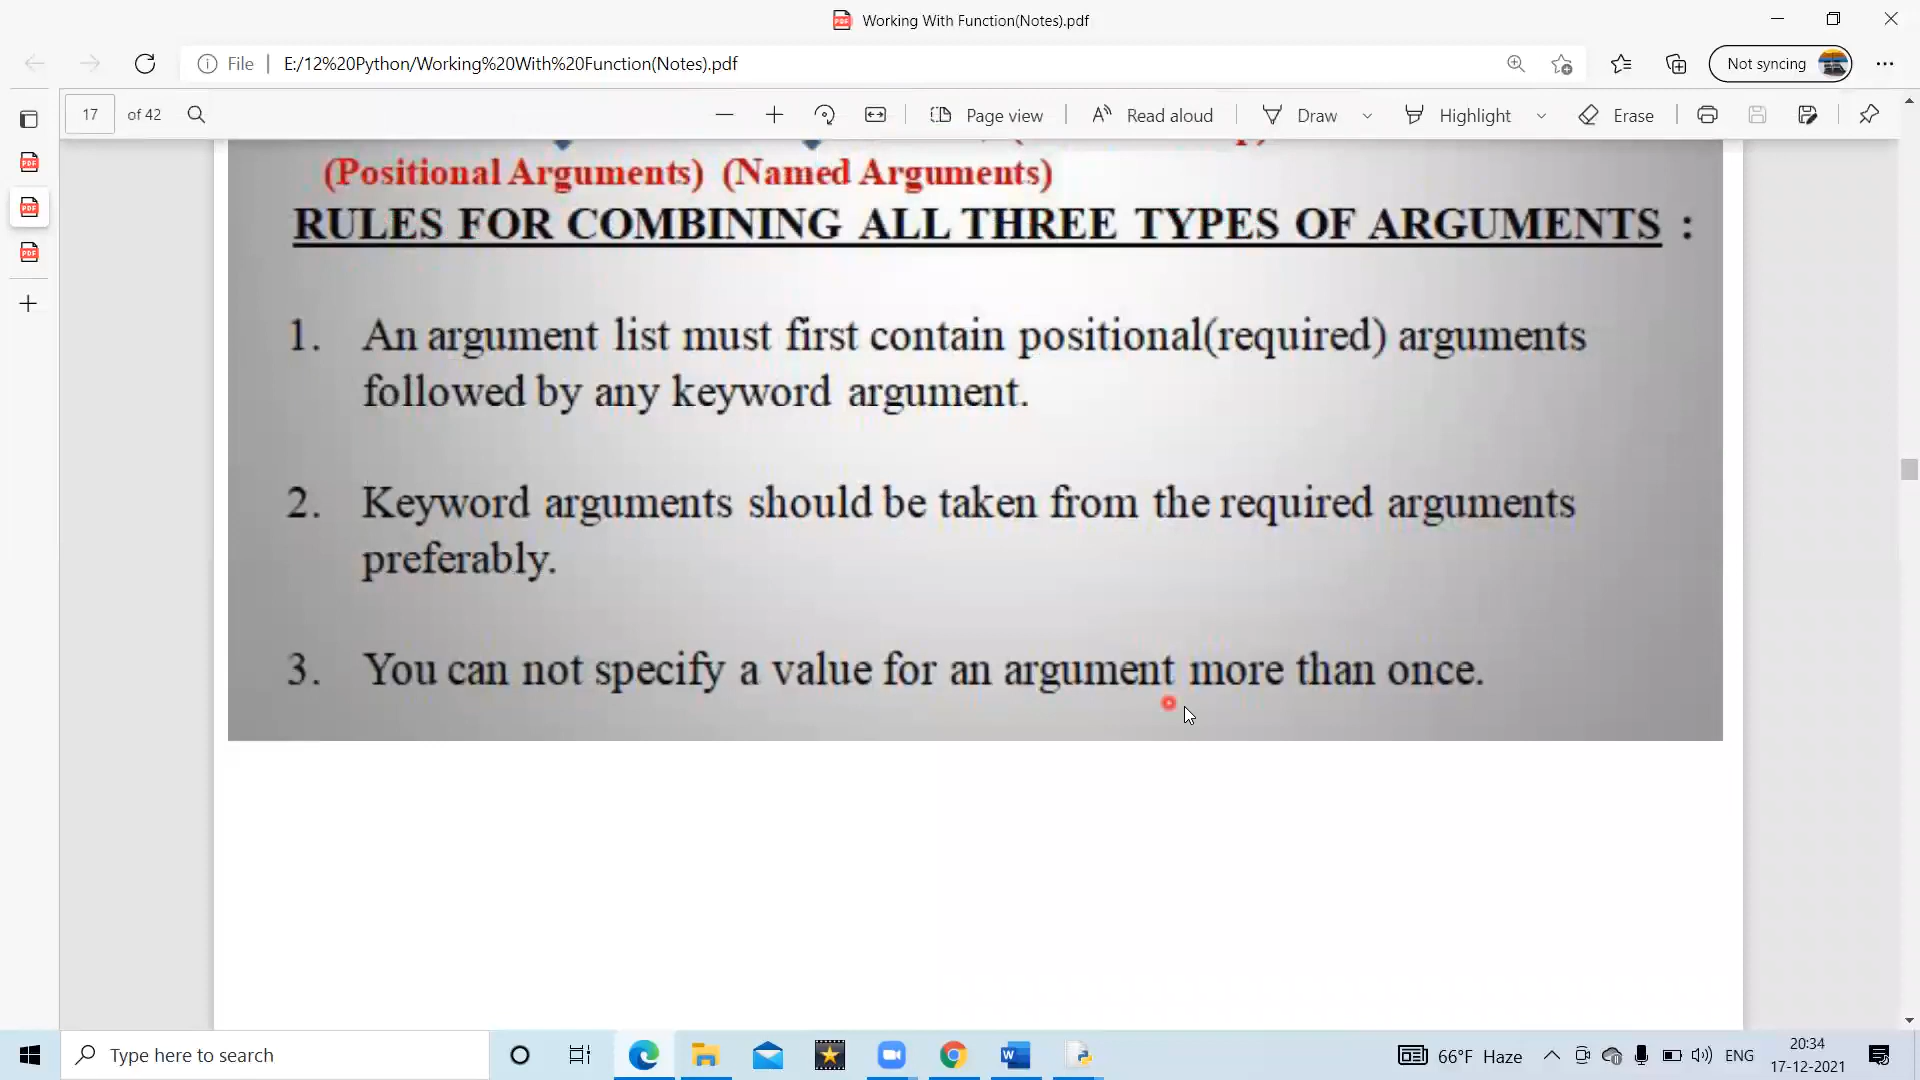 Working With Function(Notes).pdf
File
E:/12%20Python/Working%20With%20Function(Notes).pdf
Not syncing
17 of 42
Page view
Read aloud
Draw
Highlight
Erase
(Positional Arguments) (Named Arguments)
RULES FOR COMBINING ALL THREE TYPES OF ARGUMENTS :
1. An argument list must first contain positional(required) arguments
followed by any keyword argument.
2. Keyword arguments should be taken from the required arguments
preferably.
3. You can not specify a value for an argument more than once.
Type here to search
66°F Haze
ENG
20:34
17-12-2021